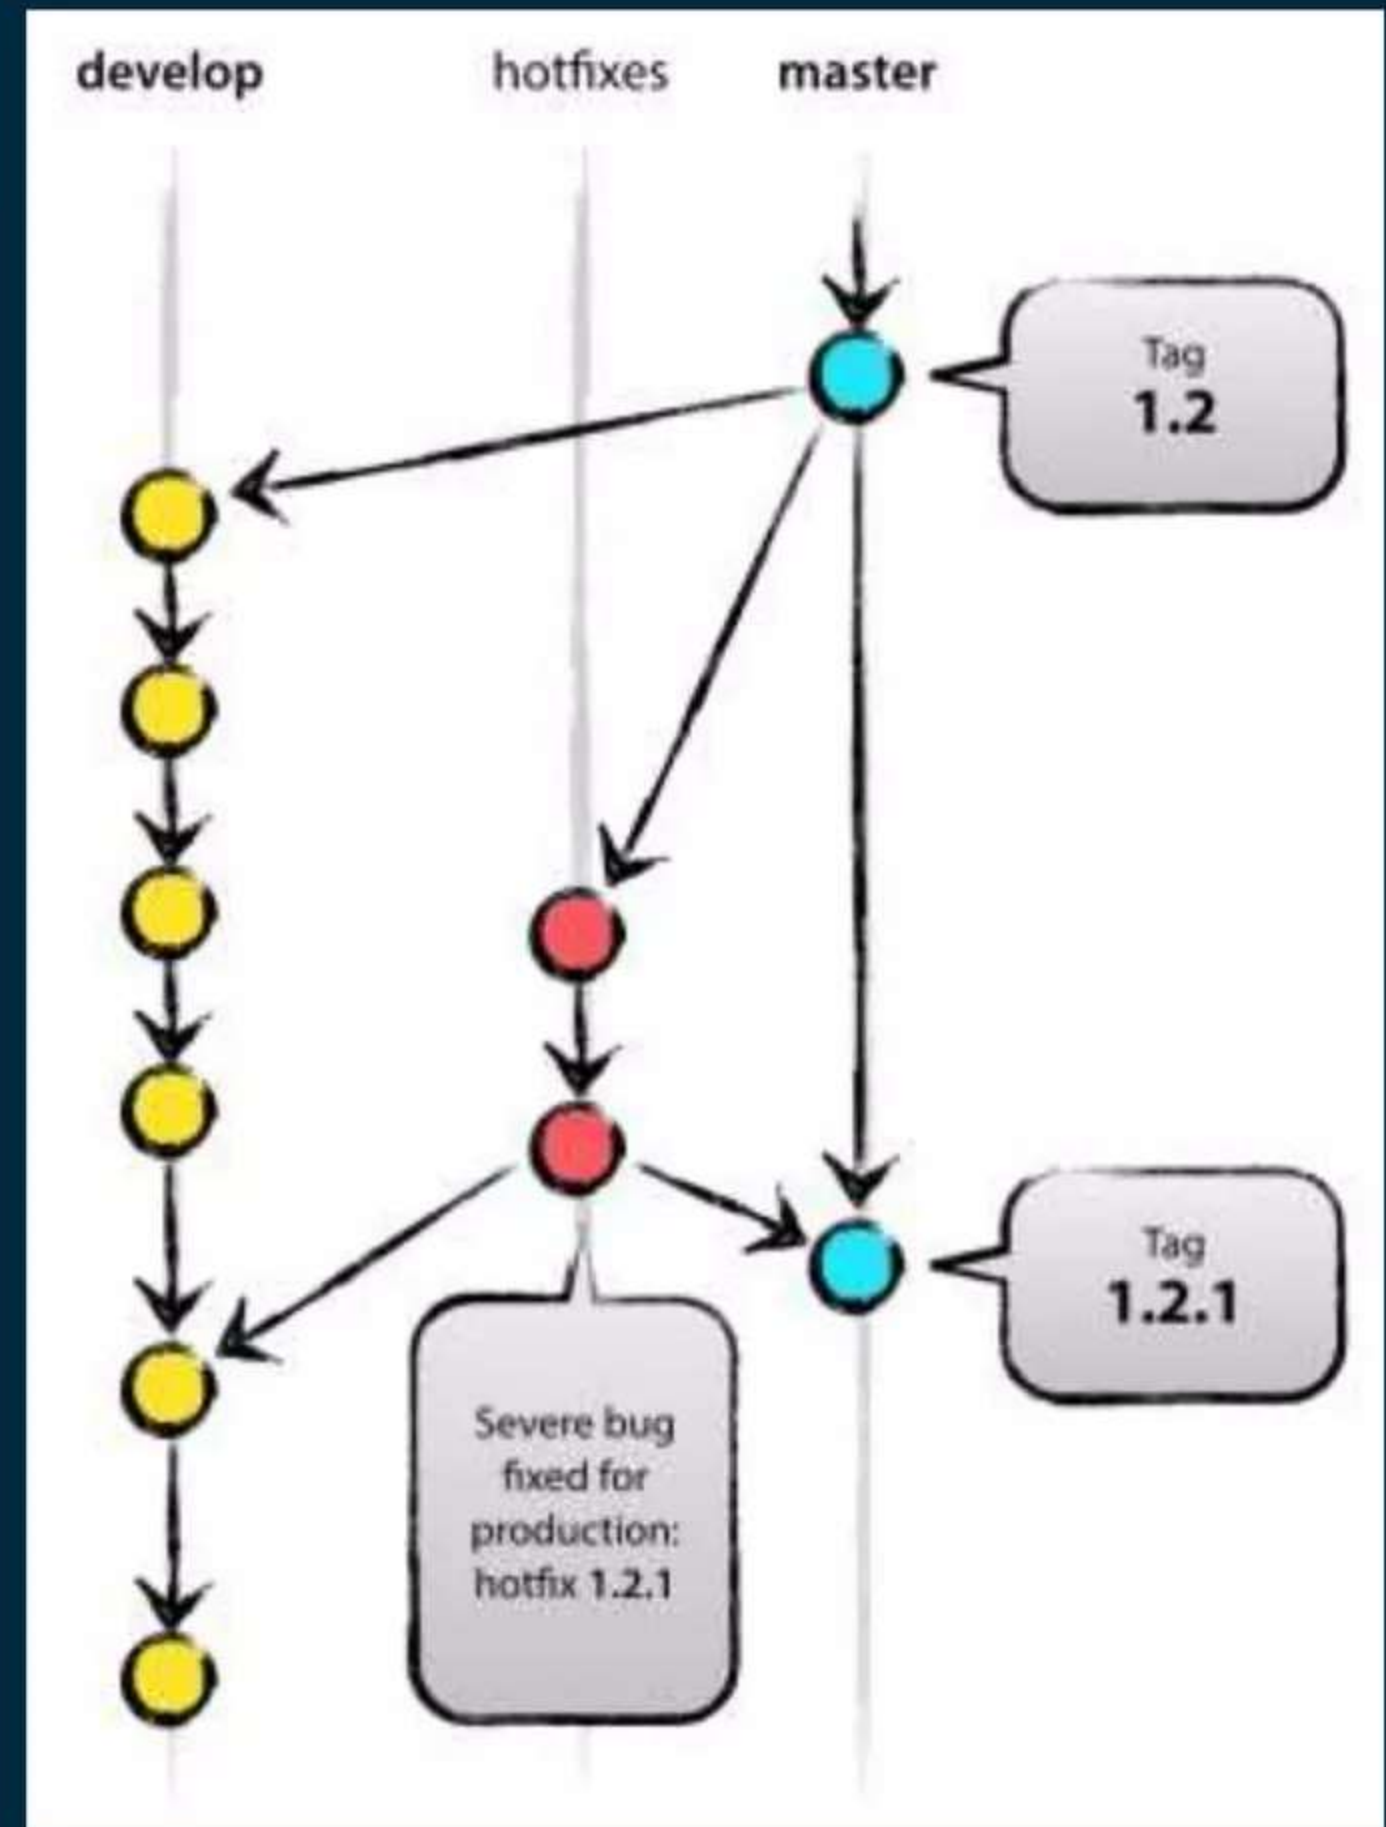 develop
hotfixes
master
Tag
1.2
Tag
1.2.1
Severe bug
fixed for
production:
hotfix 1.2.1